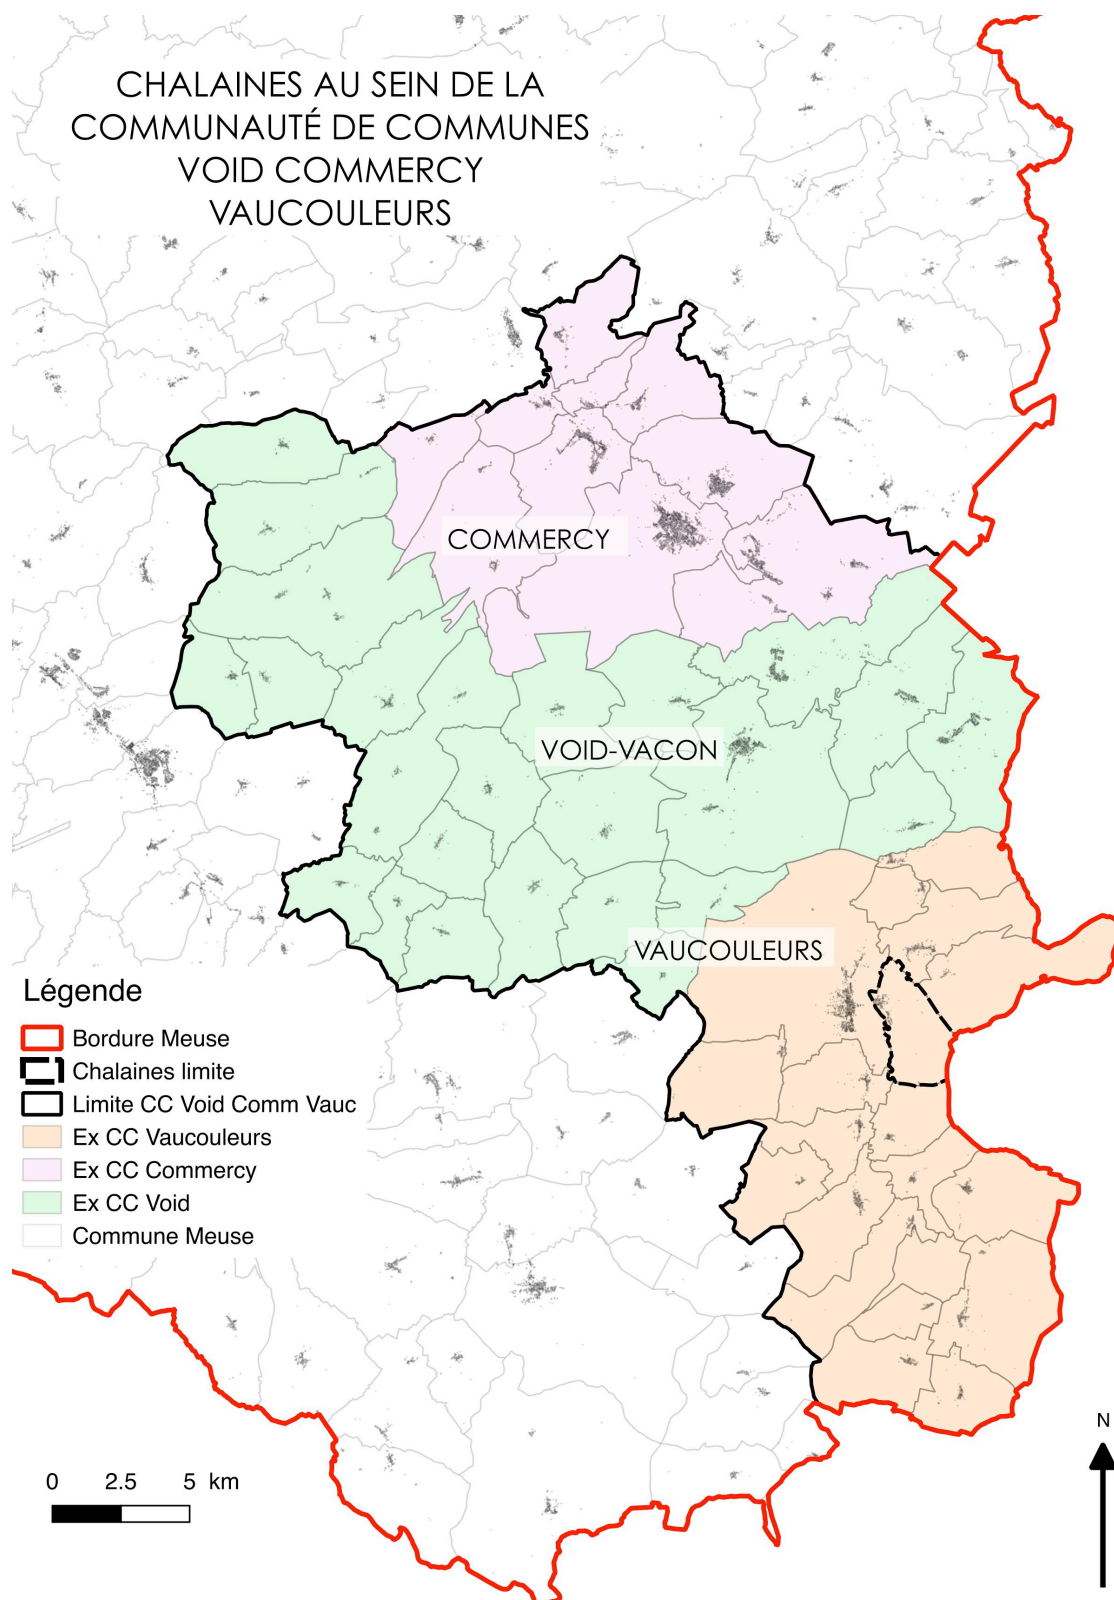 CHALAINES AU SEIN DE LA
COMMUNAUTÉ DE COMMUNES
VOID COMMERCY
VAUCOULEURS
COMMERCY
VOID-VACON
VAUCOULEURS
Légende
Bordure Meuse
Chalaines limite
Limite CC Void Comm Vauc
Ex CC Vaucouleurs
Ex CC Commercy
Ex CC Void
Commune Meuse
0 2.5 5 km
N